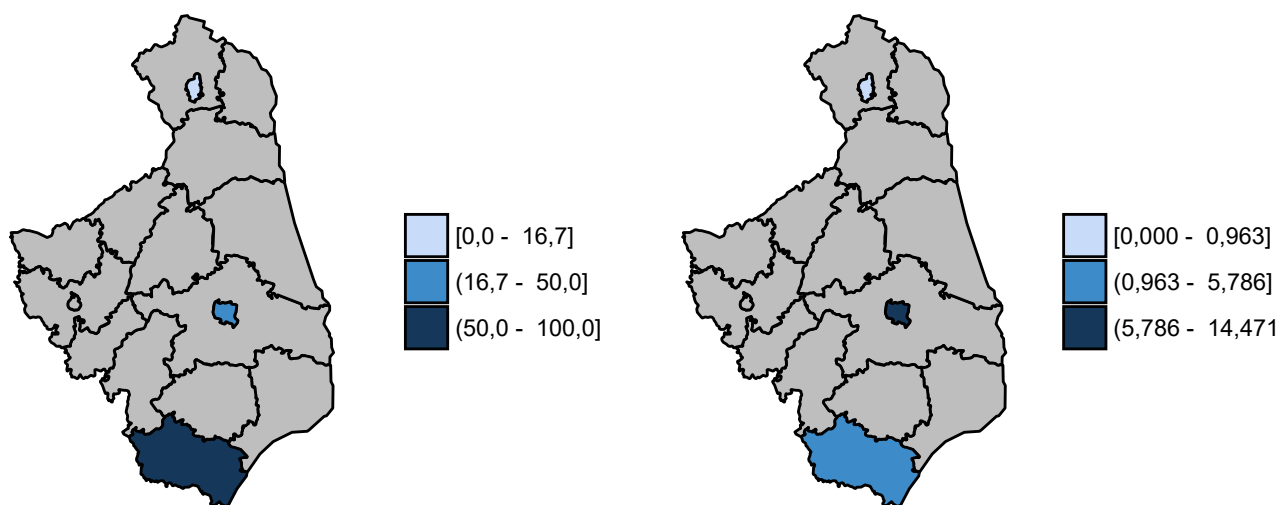 [0,0 - 16,7]
(16,7 - 50,0]
(50,0 - 100,0]
[0,000 - 0,963]
(0,963 - 5,786]
(5,786 - 14,471